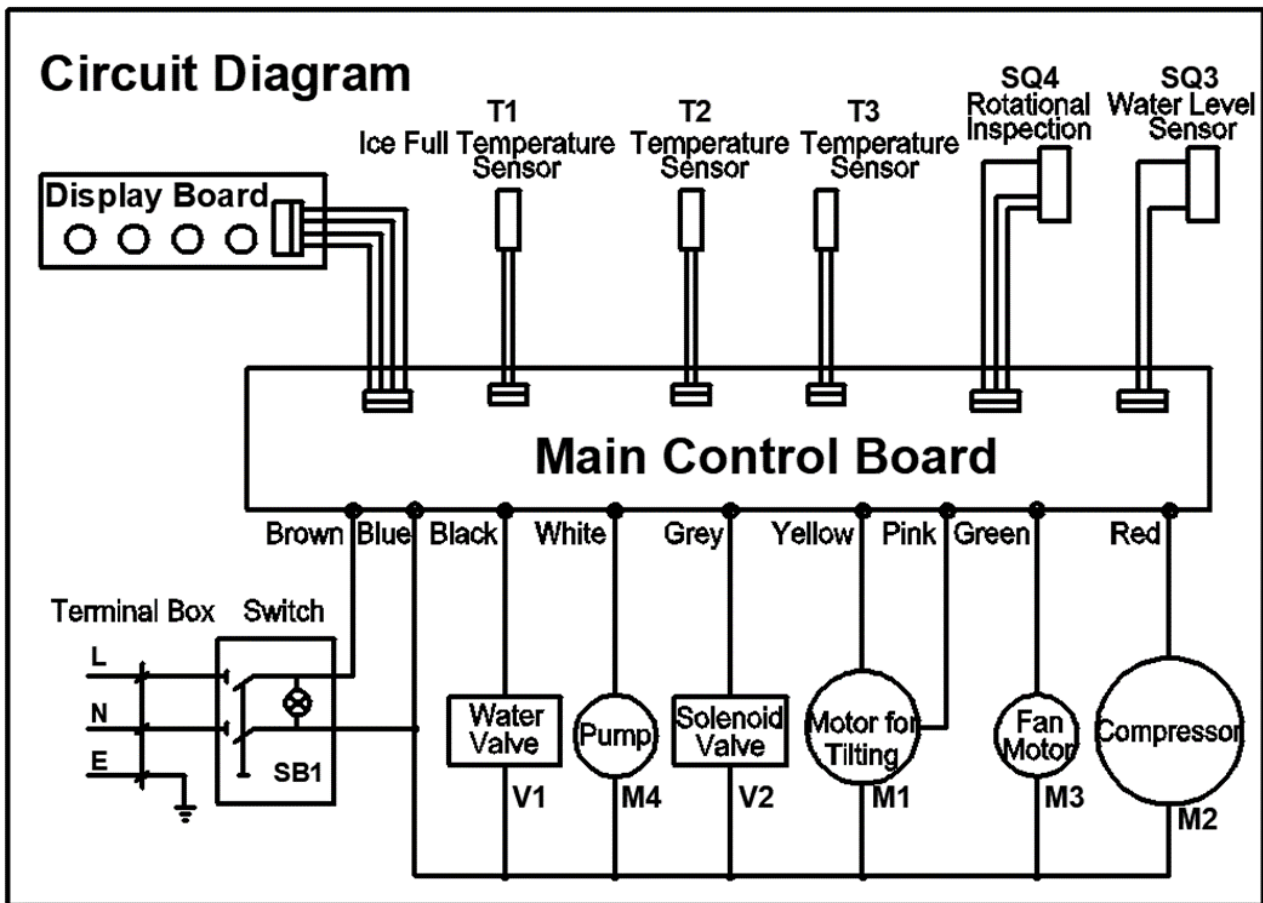 Circuit Diagram
T1
Ice Full Temperature
Sensor
T2
Temperature
Sensor
T3
Temperature
Sensor
SQ4
Rotational
Inspection
SQ3
Water Level
Sensor
Display Board
Main Control Board
Brown
Blue
Black
White
Grey
Yellow
Pink
Green
Red
Terminal Box
Switch
L
N
E
SB1
Water
Valve
V1
Pump
M4
Solenoid
Valve
V2
Motor for
Tilting
M1
Fan
Motor
M3
Compressor
M2